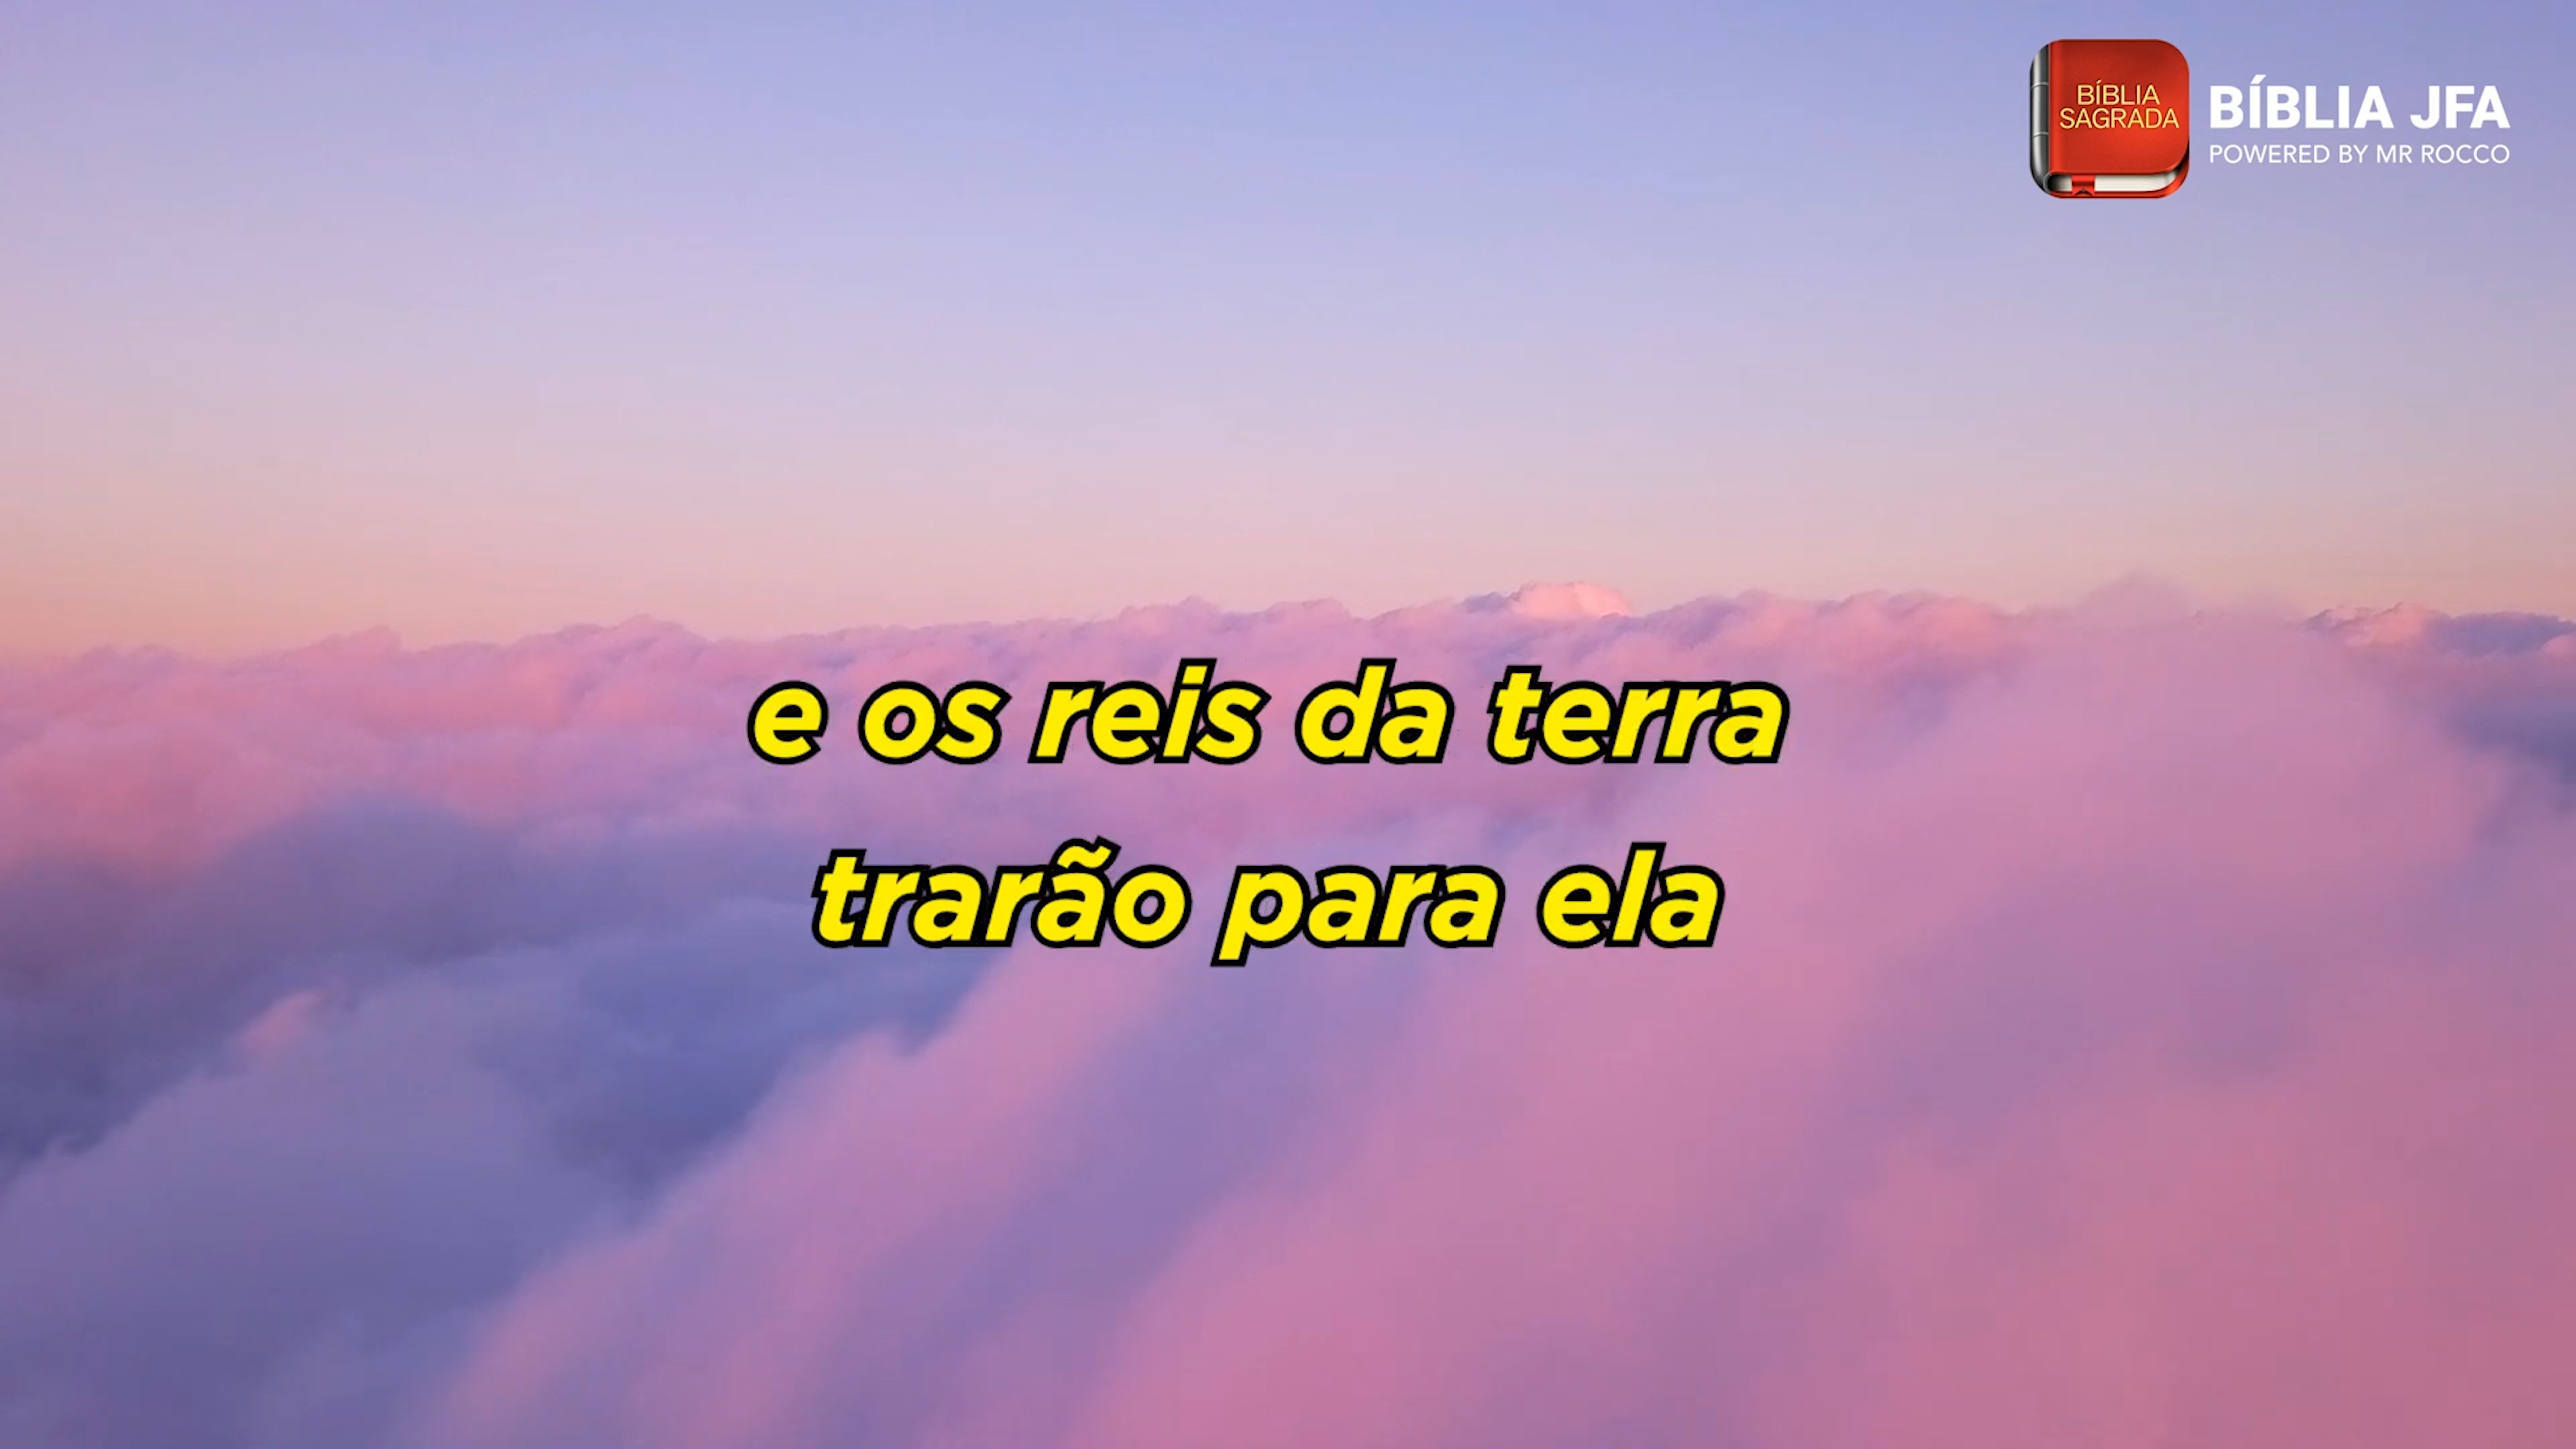 BÍBLIA
SAGRADA
BÍBLIA JFA
POWERED BY MR ROCCO
e os reis da terra
trarão para ela